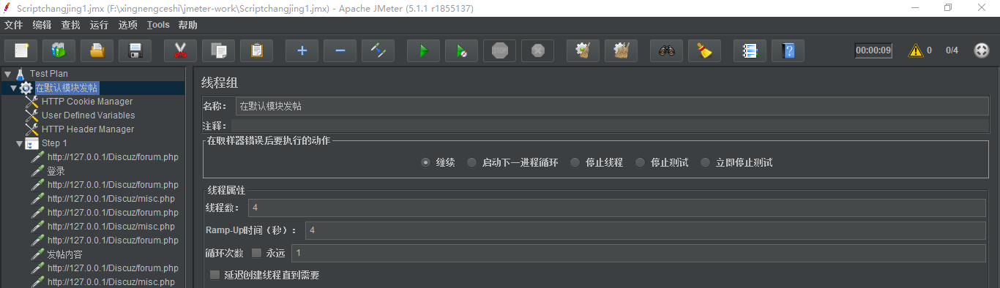 Scriptchangjing1.jmx (F:\xingnengceshi\jmeter-work\Scriptchangjing1.jmx) - Apache JMeter (5.1.1 r1855137)
文件 编辑 查找 运行 选项 Tools 帮助
STOP 00:00:09 0 0/4
Test Plan
在默认模块发帖
HTTP Cookie Manager
User Defined Variables
HTTP Header Manager
Step 1
http://127.0.0.1/Discuz/forum.php
登录
http://127.0.0.1/Discuz/forum.php
http://127.0.0.1/Discuz/misc.php
http://127.0.0.1/Discuz/forum.php
http://127.0.0.1/Discuz/misc.php
http://127.0.0.1/Discuz/forum.php
发帖内容
http://127.0.0.1/Discuz/forum.php
http://127.0.0.1/Discuz/misc.php
线程组
名称： 在默认模块发帖
注释：
在取样器错误后要执行的动作
继续 启动下一进程循环 停止线程 停止测试 立即停止测试
线程属性
线程数： 4
Ramp-Up时间（秒）： 4
循环次数 永远 1
延迟创建线程直到需要